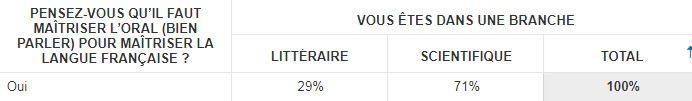 PENSEZ-VOUS QU'IL FAUT
MAÎTRISER L'ORAL (BIEN
PARLER) POUR MAÎTRISER LA
LANGUE FRANÇAISE ?
VOUS ÊTES DANS UNE BRANCHE
LITTÉRAIRE SCIENTIFIQUE TOTAL
Oui 29% 71% 100%